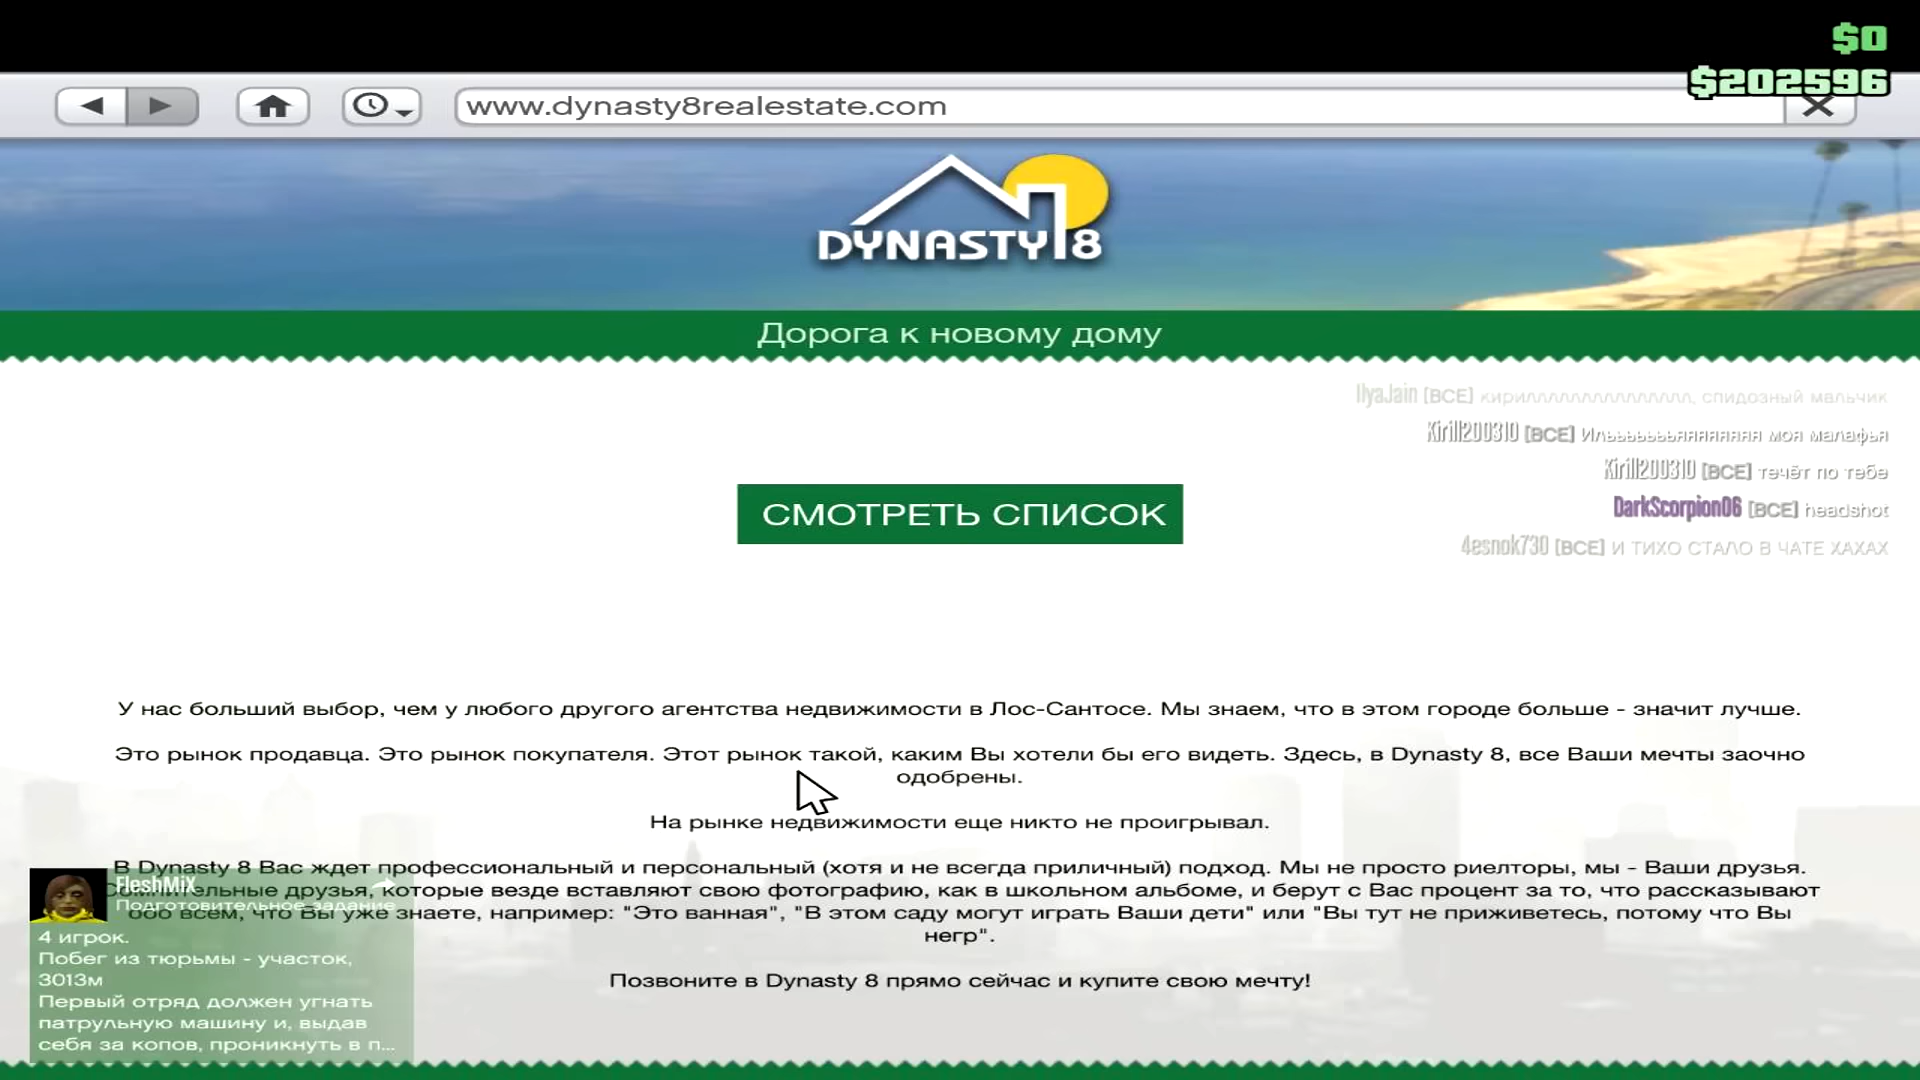 $0
$202596
www.dynasty8realestate.com
DYNASTY 8
Дорога к новому дому
IlyaJain [ВСЕ] спидозный мальчик
Kirill200310 [ВСЕ] моя малафья
Kirill200310 [ВСЕ] течёт по тебе
СМОТРЕТЬ СПИСОК
DarkScorpion06 [ВСЕ] headshot
4esnok730 [ВСЕ] И ТИХО СТАЛО В ЧАТЕ ХАХАХ
У нас больший выбор, чем у любого другого агентства недвижимости в Лос-Сантосе. Мы знаем, что в этом городе больше - значит лучше.
Это рынок продавца. Это рынок покупателя. Этот рынок такой, каким Вы хотели бы его видеть. Здесь, в Dynasty 8, все Ваши мечты заочно
одобрены.
На рынке недвижимости еще никто не проигрывал.
В Dynasty 8 Вас ждет профессиональный и персональный (хотя и не всегда приличный) подход. Мы не просто риелторы, мы - Ваши друзья.
друзья, которые везде вставляют свою фотографию, как в школьном альбоме, и берут с Вас процент за то, что рассказывают
всем, что Вы уже знаете, например: "Это ванная", "В этом саду могут играть Ваши дети" или "Вы тут не приживетесь, потому что Вы
негр".
Позвоните в Dynasty 8 прямо сейчас и купите свою мечту!
FleshMiX
Подготовительное задание
4 игрок.
Побег из тюрьмы - участок,
3013м
Первый отряд должен угнать
патрульную машину и, выдав
себя за копов, проникнуть в п...